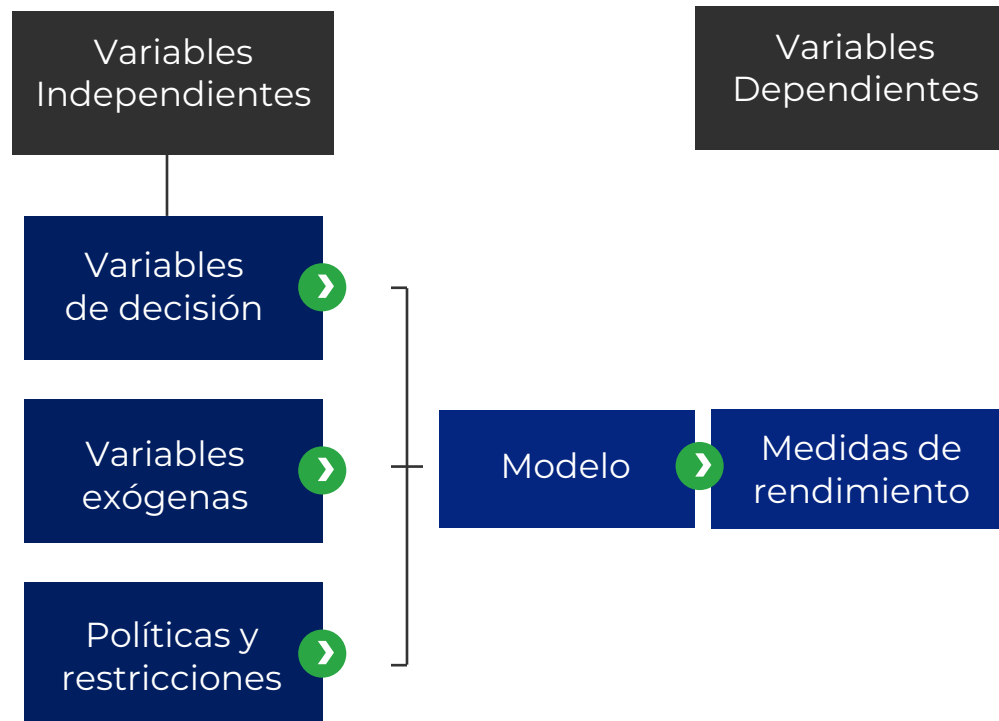 Variables
Independientes
Variables
Dependientes
Variables
de decisión
Variables
exógenas
Políticas y
restricciones
Modelo
Medidas de
rendimiento